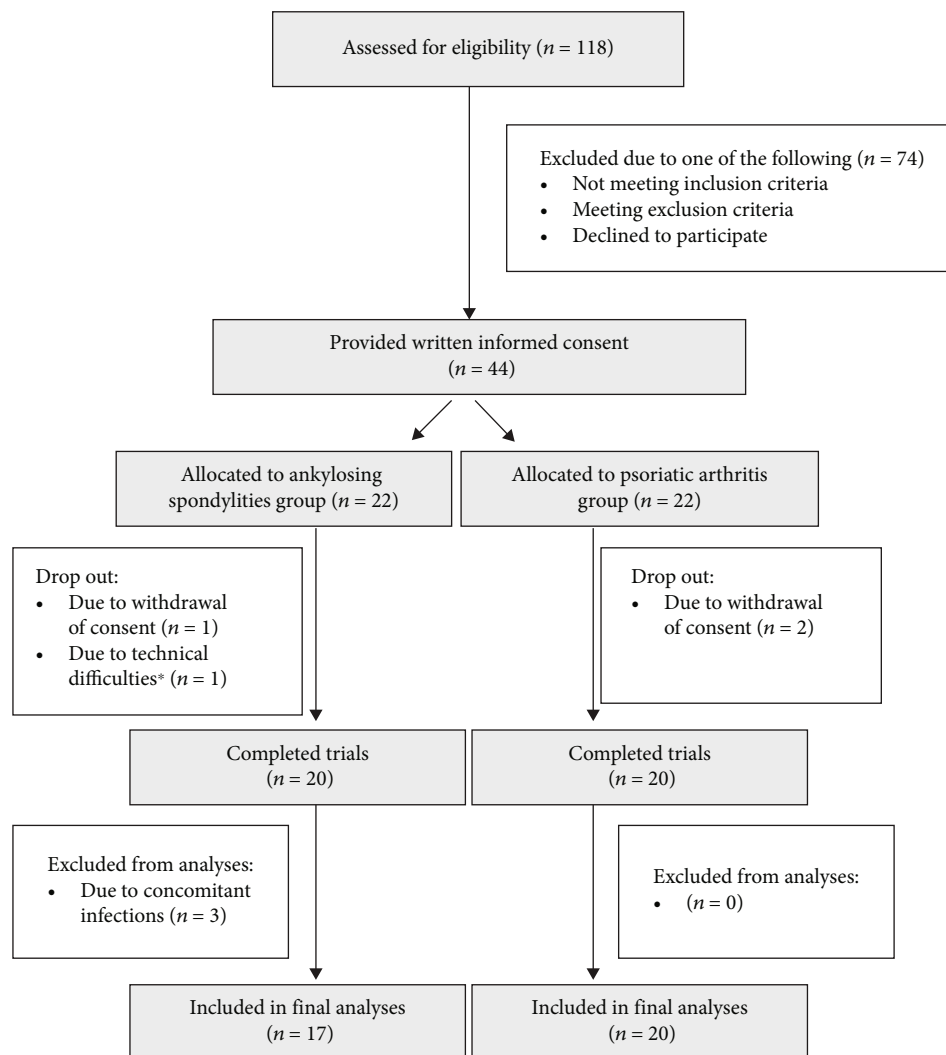 Assessed for eligibility (n = 118)
Excluded due to one of the following (n = 74)
• Not meeting inclusion criteria
• Meeting exclusion criteria
• Declined to participate
Provided written informed consent
(n = 44)
Allocated to ankylosing
spondylities group (n = 22)
Allocated to psoriatic arthritis
group (n = 22)
Drop out:
• Due to withdrawal
of consent (n = 1)
• Due to technical
difficulties* (n = 1)
Drop out:
• Due to withdrawal
of consent (n = 2)
Completed trials
(n = 20)
Completed trials
(n = 20)
Excluded from analyses:
• Due to concomitant
infections (n = 3)
Excluded from analyses:
• (n = 0)
Included in final analyses
(n = 17)
Included in final analyses
(n = 20)